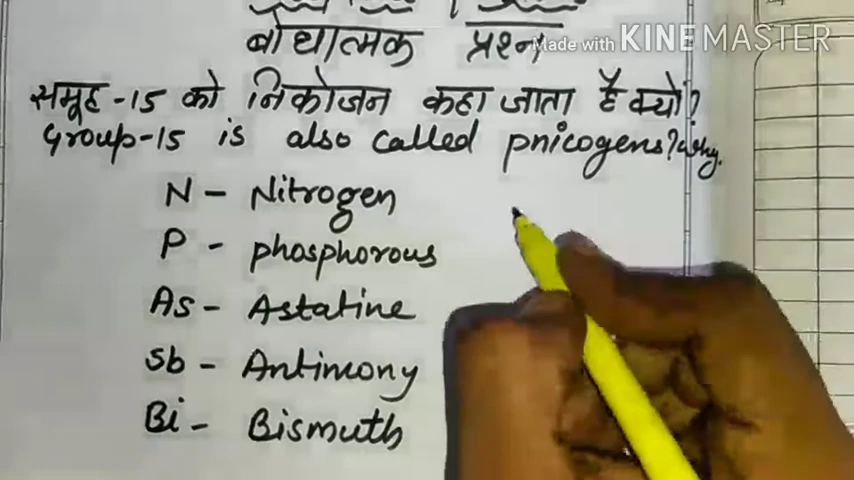 बोधात्मक प्रश्न
Made with KINEMASTER
समूह-15 को निकोजन कहा जाता है क्यों?
Group-15 is also called pnicogens? why.
N - Nitrogen
P - phosphorous
As - Astatine
Sb - Antimony
Bi - Bismuth